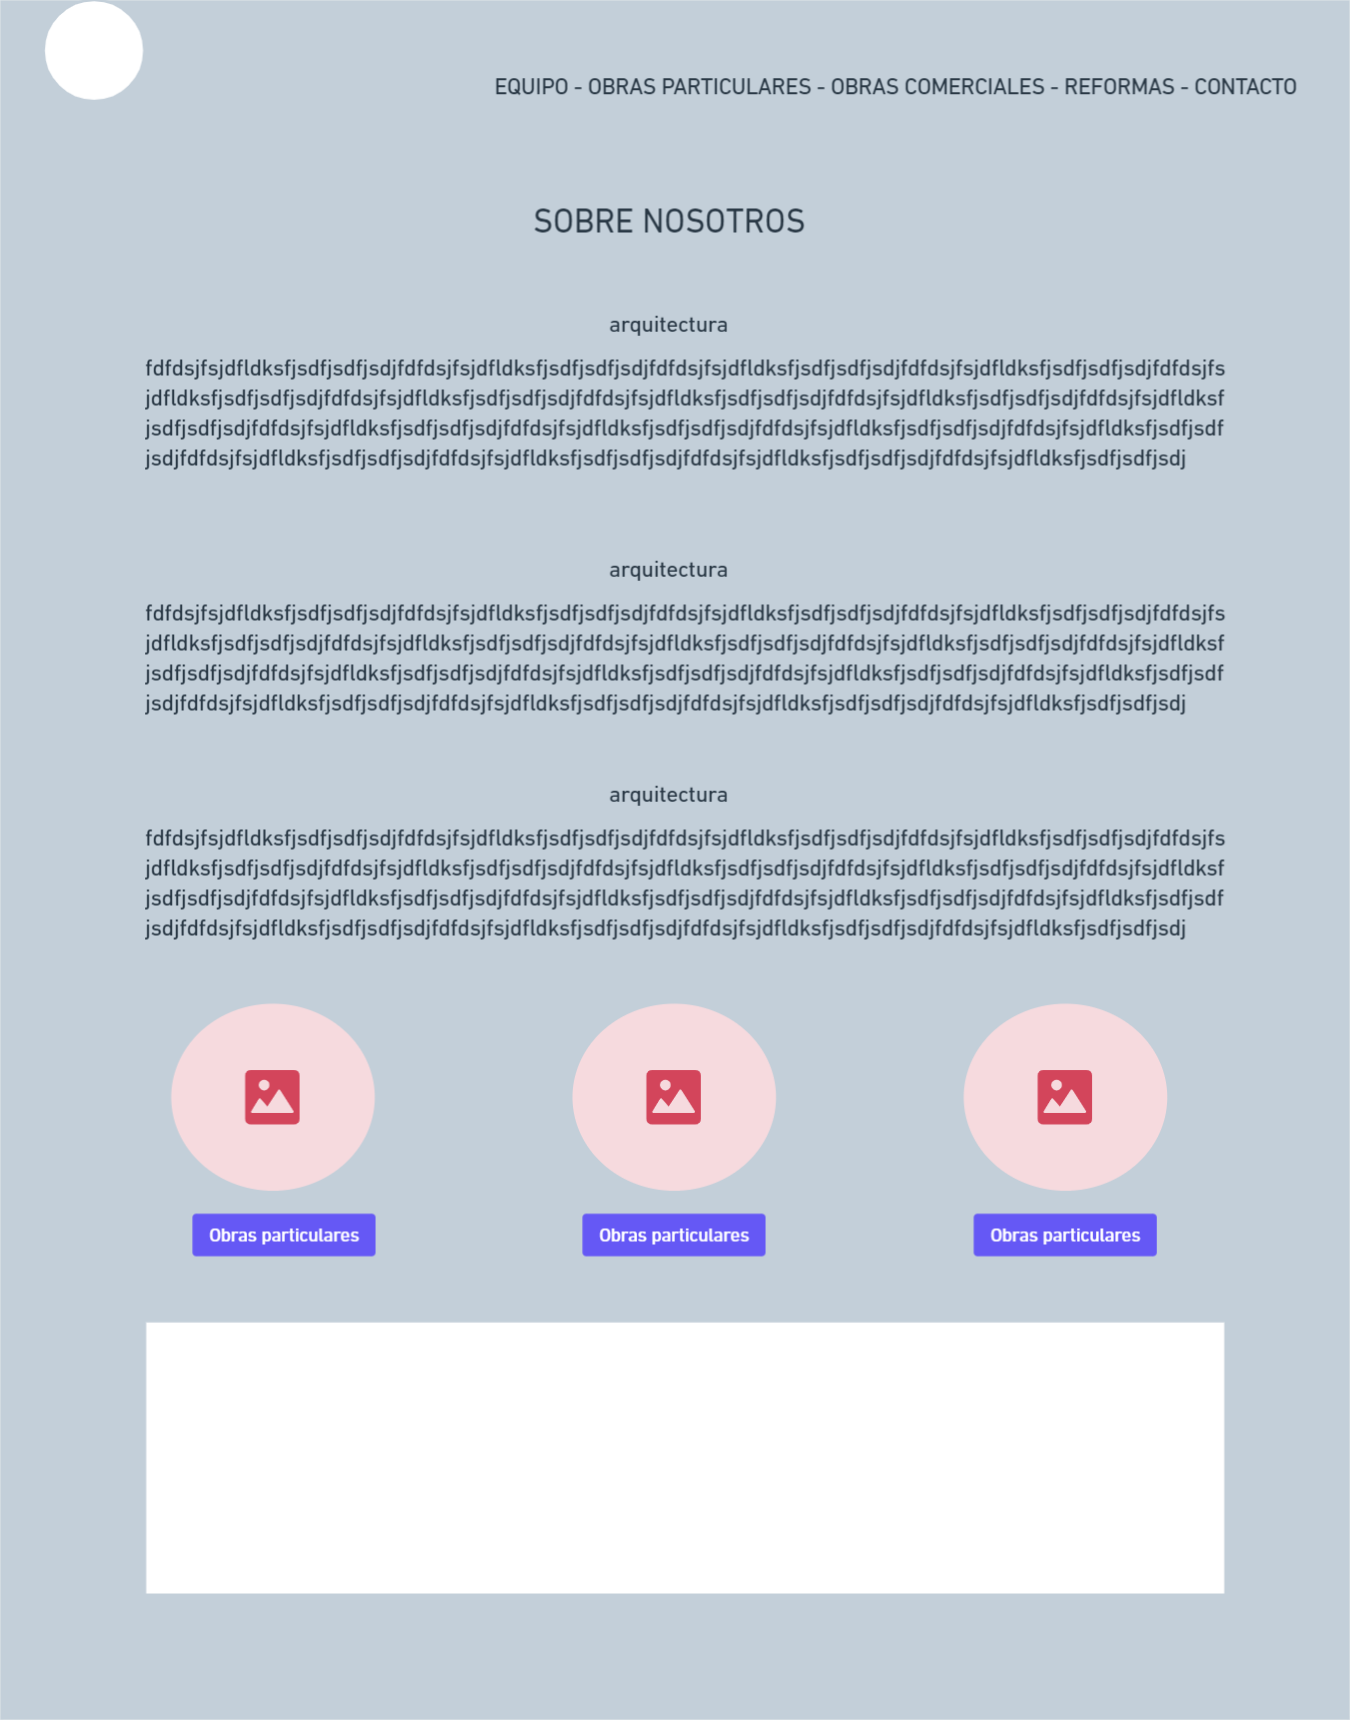 EQUIPO - OBRAS PARTICULARES - OBRAS COMERCIALES - REFORMAS - CONTACTO
SOBRE NOSOTROS
arquitectura
fdfdsjfsjdfldksfjsdfjsdfjsdjfdfdsjfsjdfldksfjsdfjsdfjsdjfdfdsjfsjdfldksfjsdfjsdfjsdjfdfdsjfsjdfldksfjsdfjsdfjsdjfdfdsjfs
jdfldksfjsdfjsdfjsdjfdfdsjfsjdfldksfjsdfjsdfjsdjfdfdsjfsjdfldksfjsdfjsdfjsdjfdfdsjfsjdfldksfjsdfjsdfjsdjfdfdsjfsjdfldksf
jsdfjsdfjsdjfdfdsjfsjdfldksfjsdfjsdfjsdjfdfdsjfsjdfldksfjsdfjsdfjsdjfdfdsjfsjdfldksfjsdfjsdfjsdjfdfdsjfsjdfldksfjsdfjsdf
jsdjfdfdsjfsjdfldksfjsdfjsdfjsdjfdfdsjfsjdfldksfjsdfjsdfjsdjfdfdsjfsjdfldksfjsdfjsdfjsdjfdfdsjfsjdfldksfjsdfjsdfjsdj
arquitectura
fdfdsjfsjdfldksfjsdfjsdfjsdjfdfdsjfsjdfldksfjsdfjsdfjsdjfdfdsjfsjdfldksfjsdfjsdfjsdjfdfdsjfsjdfldksfjsdfjsdfjsdjfdfdsjfs
jdfldksfjsdfjsdfjsdjfdfdsjfsjdfldksfjsdfjsdfjsdjfdfdsjfsjdfldksfjsdfjsdfjsdjfdfdsjfsjdfldksfjsdfjsdfjsdjfdfdsjfsjdfldksf
jsdfjsdfjsdjfdfdsjfsjdfldksfjsdfjsdfjsdjfdfdsjfsjdfldksfjsdfjsdfjsdjfdfdsjfsjdfldksfjsdfjsdfjsdjfdfdsjfsjdfldksfjsdfjsdf
jsdjfdfdsjfsjdfldksfjsdfjsdfjsdjfdfdsjfsjdfldksfjsdfjsdfjsdjfdfdsjfsjdfldksfjsdfjsdfjsdjfdfdsjfsjdfldksfjsdfjsdfjsdj
arquitectura
fdfdsjfsjdfldksfjsdfjsdfjsdjfdfdsjfsjdfldksfjsdfjsdfjsdjfdfdsjfsjdfldksfjsdfjsdfjsdjfdfdsjfsjdfldksfjsdfjsdfjsdjfdfdsjfs
jdfldksfjsdfjsdfjsdjfdfdsjfsjdfldksfjsdfjsdfjsdjfdfdsjfsjdfldksfjsdfjsdfjsdjfdfdsjfsjdfldksfjsdfjsdfjsdjfdfdsjfsjdfldksf
jsdfjsdfjsdjfdfdsjfsjdfldksfjsdfjsdfjsdjfdfdsjfsjdfldksfjsdfjsdfjsdjfdfdsjfsjdfldksfjsdfjsdfjsdjfdfdsjfsjdfldksfjsdfjsdf
jsdjfdfdsjfsjdfldksfjsdfjsdfjsdjfdfdsjfsjdfldksfjsdfjsdfjsdjfdfdsjfsjdfldksfjsdfjsdfjsdjfdfdsjfsjdfldksfjsdfjsdfjsdj
Obras particulares
Obras particulares
Obras particulares